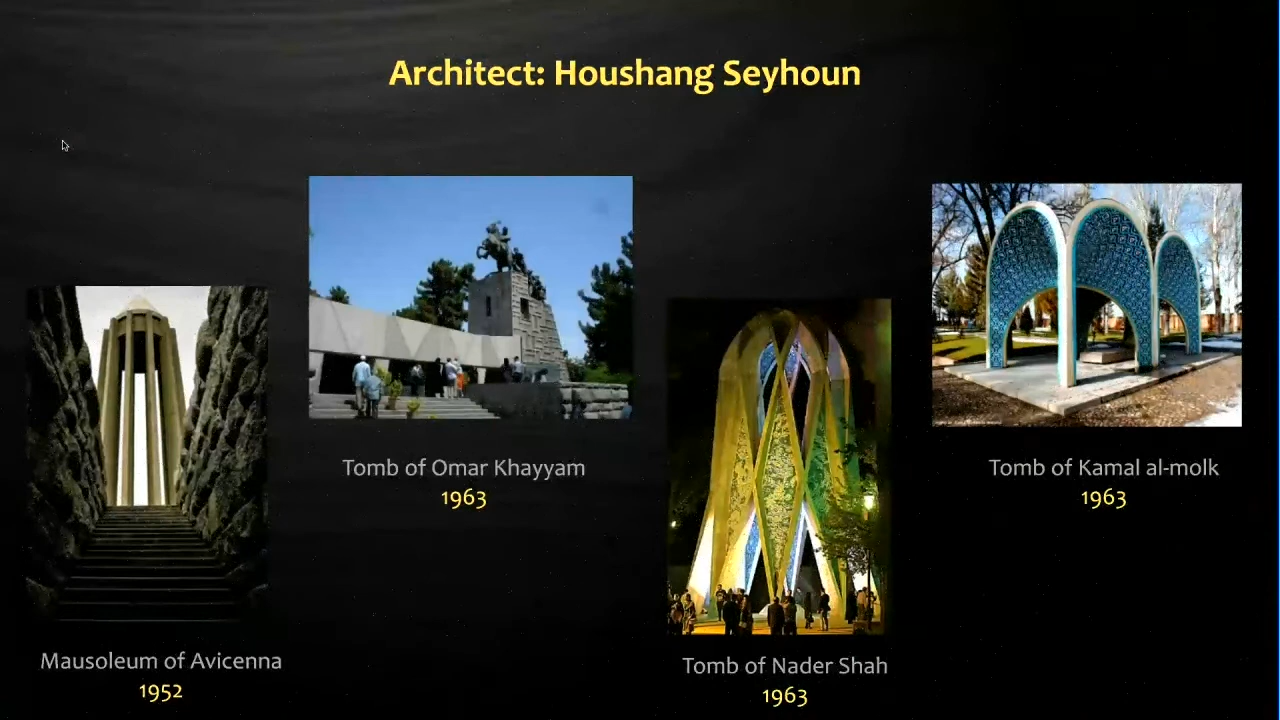 Architect: Houshang Seyhoun
Tomb of Omar Khayyam
1963
Tomb of Kamal al-molk
1963
Mausoleum of Avicenna
1952
Tomb of Nader Shah
1963